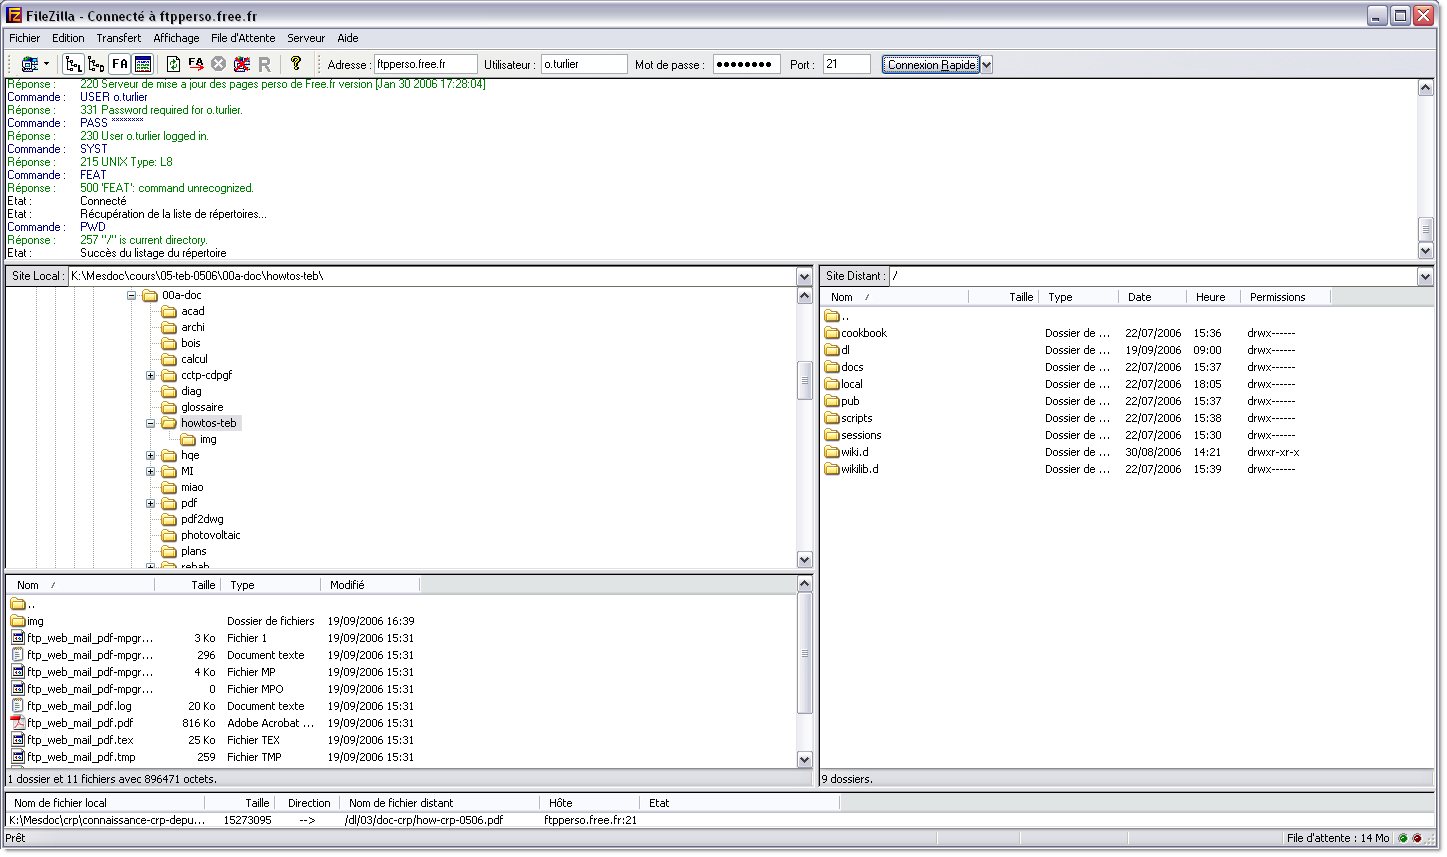 FileZilla - Connecté à ftpperso.free.fr
Fichier Edition Transfert Affichage File d'Attente Serveur Aide
Adresse : ftpperso.free.fr Utilisateur : o.turlier Mot de passe : ●●●●●●●● Port : 21 Connexion Rapide
Réponse : 220 Serveur de mise a jour des pages perso de Free.fr version [Jan 30 2006 17:28:04]
Commande : USER o.turlier
Réponse : 331 Password required for o.turlier.
Commande : PASS ********
Réponse : 230 User o.turlier logged in.
Commande : SYST
Réponse : 215 UNIX Type: L8
Commande : FEAT
Réponse : 500 'FEAT': command unrecognized.
Etat : Connecté
Etat : Récupération de la liste de répertoires...
Commande : PWD
Réponse : 257 "/" is current directory.
Etat : Succès du listage du répertoire
Site Local : K:\Mesdoc\cours\05-teb-0506\00a-doc\howtos-teb\
00a-doc
acad
archi
bois
calcul
cctp-cdpgf
diag
glossaire
howtos-teb
img
hqe
MI
miao
pdf
pdf2dwg
photovoltaic
plans
rehab
Nom Taille Type Modifié
..
img Dossier de fichiers 19/09/2006 16:39
ftp_web_mail_pdf-mpgr... 3 Ko Fichier 1 19/09/2006 15:31
ftp_web_mail_pdf-mpgr... 296 Document texte 19/09/2006 15:31
ftp_web_mail_pdf-mpgr... 4 Ko Fichier MP 19/09/2006 15:31
ftp_web_mail_pdf-mpgr... 0 Fichier MPO 19/09/2006 15:31
ftp_web_mail_pdf.log 20 Ko Document texte 19/09/2006 15:31
ftp_web_mail_pdf.pdf 816 Ko Adobe Acrobat ... 19/09/2006 15:31
ftp_web_mail_pdf.tex 25 Ko Fichier TEX 19/09/2006 15:31
ftp_web_mail_pdf.tmp 259 Fichier TMP 19/09/2006 15:31
1 dossier et 11 fichiers avec 896471 octets.
Site Distant : /
Nom Taille Type Date Heure Permissions
..
cookbook Dossier de ... 22/07/2006 15:36 drwx------
dl Dossier de ... 19/09/2006 09:00 drwx------
docs Dossier de ... 22/07/2006 15:37 drwx------
local Dossier de ... 22/07/2006 18:05 drwx------
pub Dossier de ... 22/07/2006 15:37 drwx------
scripts Dossier de ... 22/07/2006 15:38 drwx------
sessions Dossier de ... 22/07/2006 15:30 drwx------
wiki.d Dossier de ... 30/08/2006 14:21 drwxr-xr-x
wikilib.d Dossier de ... 22/07/2006 15:39 drwx------
9 dossiers.
Nom de fichier local Taille Direction Nom de fichier distant Hôte Etat
K:\Mesdoc\crp\connaissance-crp-depu... 15273095 --> /dl/03/doc-crp/how-crp-0506.pdf ftpperso.free.fr:21
Prêt File d'attente : 14 Mo